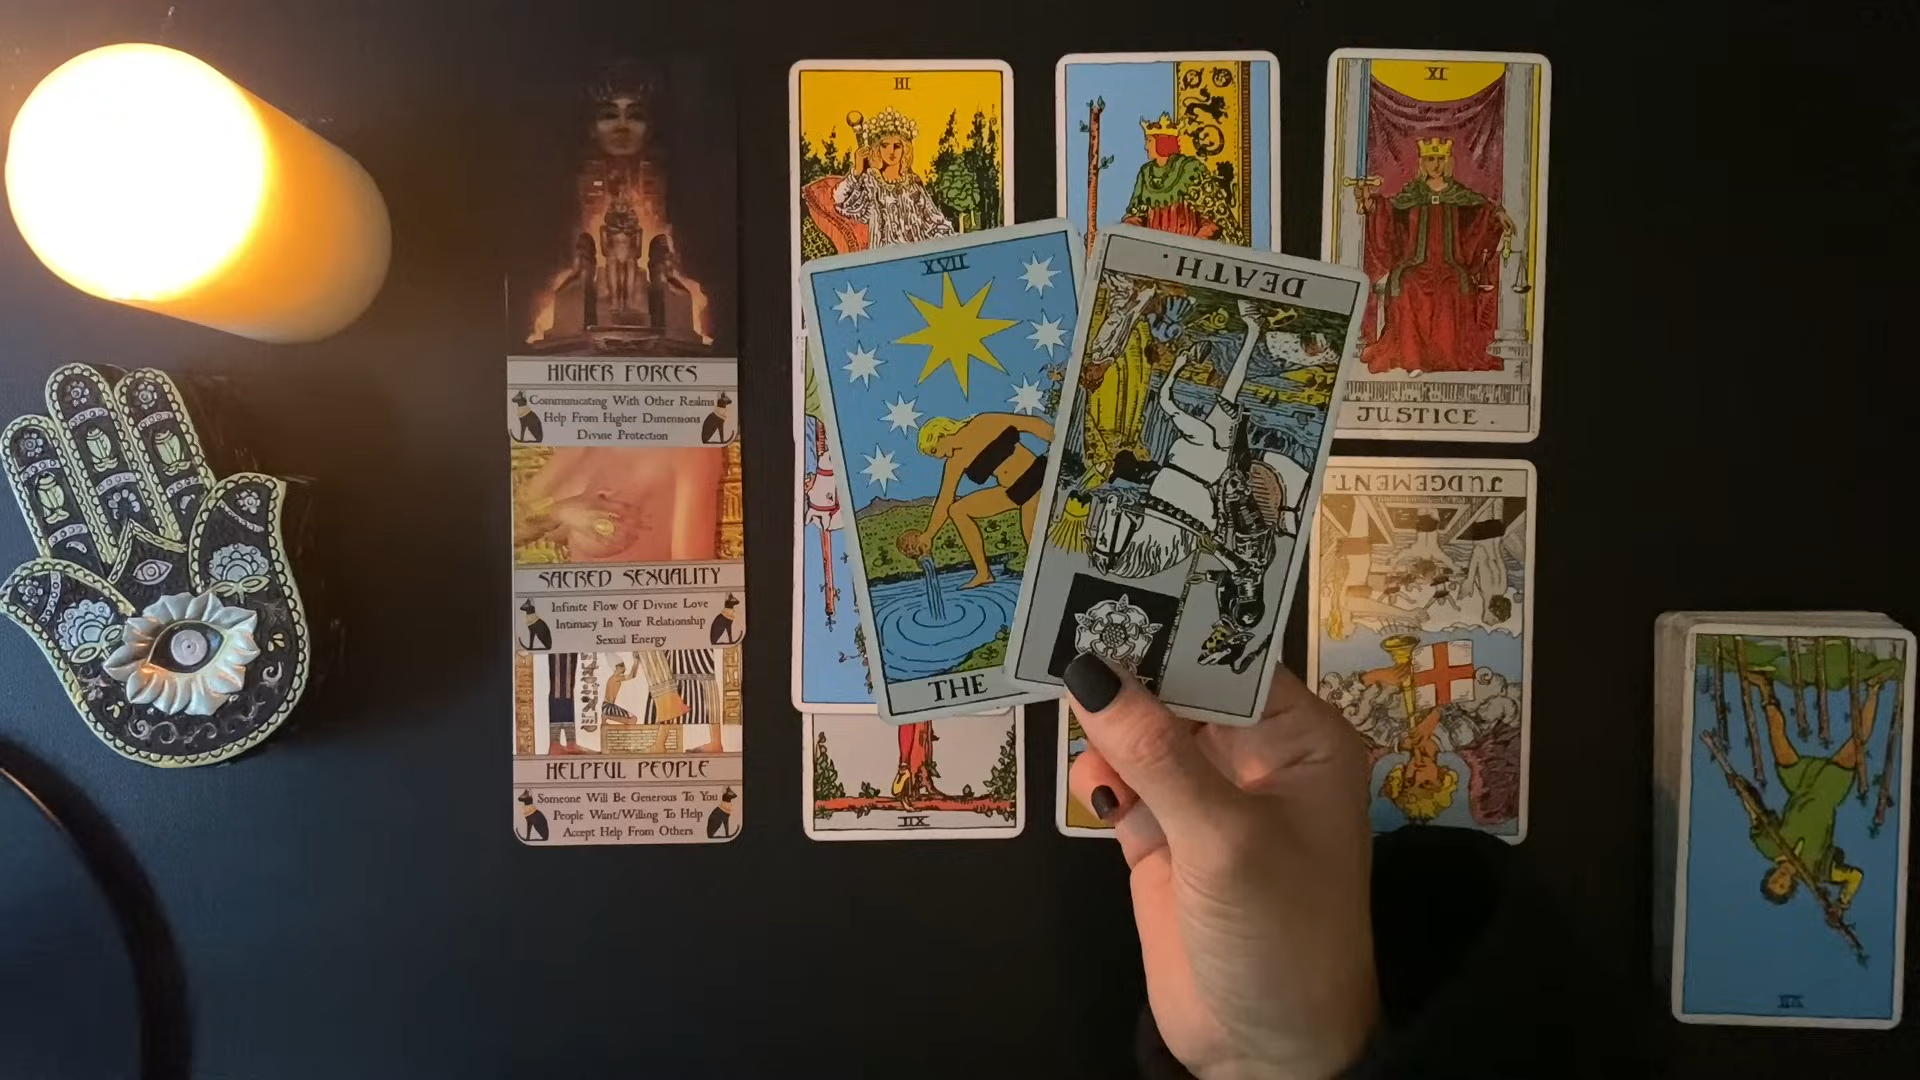 HIGHER FORCES
Communicating With Other Realms
Help From Higher Dimensions
Divine Protection
SACRED SEXUALITY
Infinite Flow Of Divine Love
Intimacy In Your Relationship
Sexual Energy
HELPFUL PEOPLE
Someone Will Be Generous To You
People Want/Willing To Help
Accept Help From Others
III
XII
XVII
THE
DEATH.
XI
JUSTICE.
JUDGEMENT.
VII